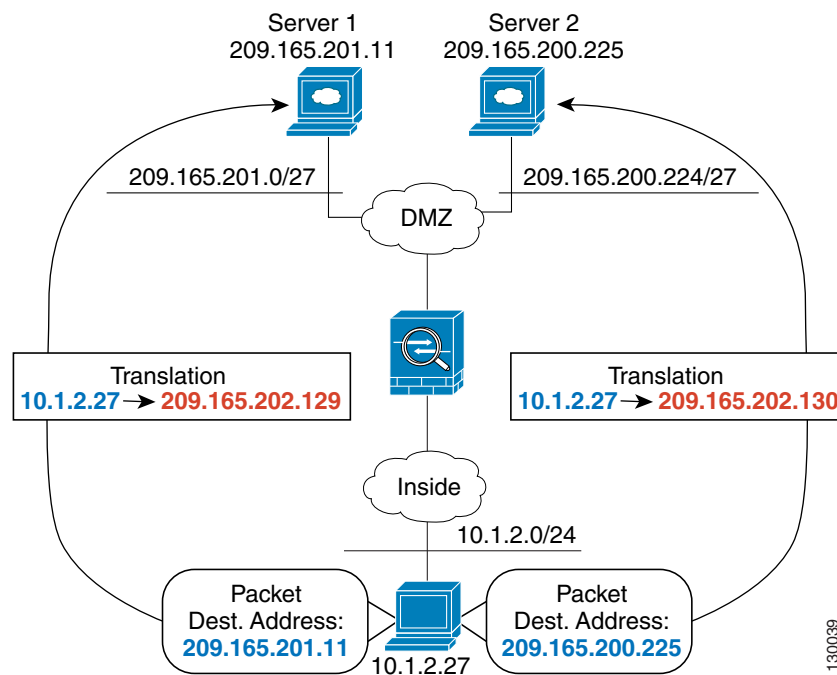 Server 1
209.165.201.11
Server 2
209.165.200.225
209.165.201.0/27
209.165.200.224/27
DMZ
Translation
10.1.2.27 209.165.202.129
Translation
10.1.2.27 209.165.202.130
Inside
10.1.2.0/24
Packet
Dest. Address:
209.165.201.11
Packet
Dest. Address:
209.165.200.225
10.1.2.27
130039